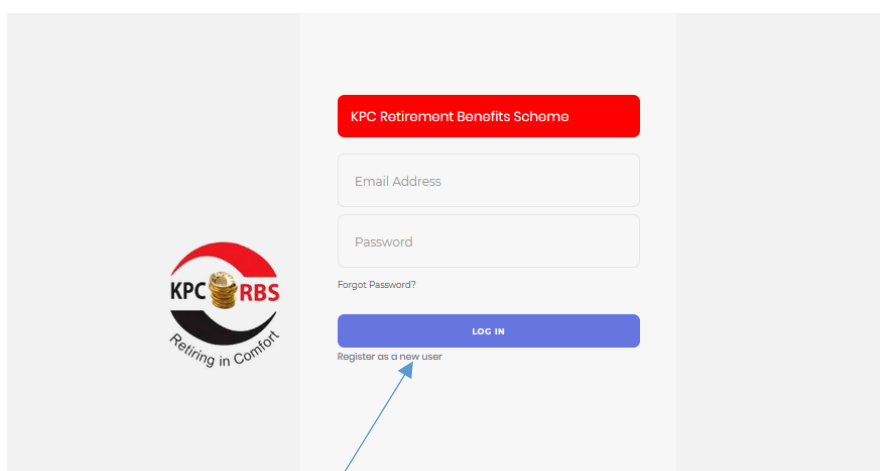 KPC Retirement Benefits Scheme
Email Address
Password
Forgot Password?
LOG IN
Register as a new user
KPC RBS
Retiring in Comfort